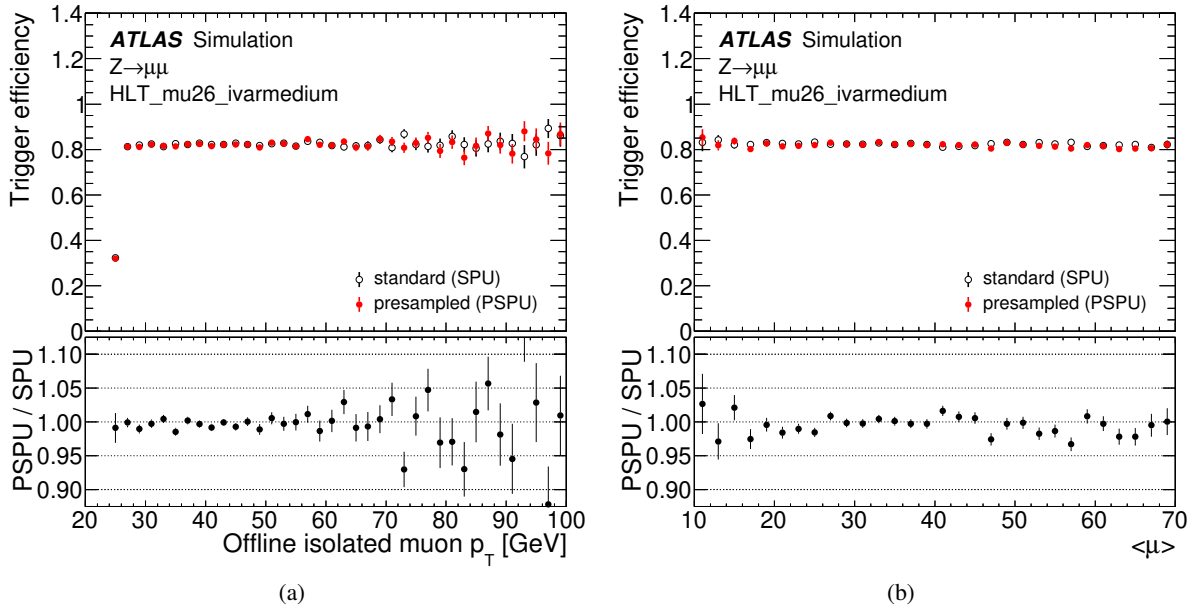 1.4
1.2
1
0.8
0.6
0.4
0.2
0
Trigger efficiency
ATLAS Simulation
Z→μμ
HLT_mu26_ivarmedium
standard (SPU)
presampled (PSPU)
1.10
1.05
1.00
0.95
0.90
PSPU / SPU
20 30 40 50 60 70 80 90 100
Offline isolated muon p_T [GeV]
(a)
1.4
1.2
1
0.8
0.6
0.4
0.2
0
Trigger efficiency
ATLAS Simulation
Z→μμ
HLT_mu26_ivarmedium
standard (SPU)
presampled (PSPU)
1.10
1.05
1.00
0.95
0.90
PSPU / SPU
10 20 30 40 50 60 70
<μ>
(b)